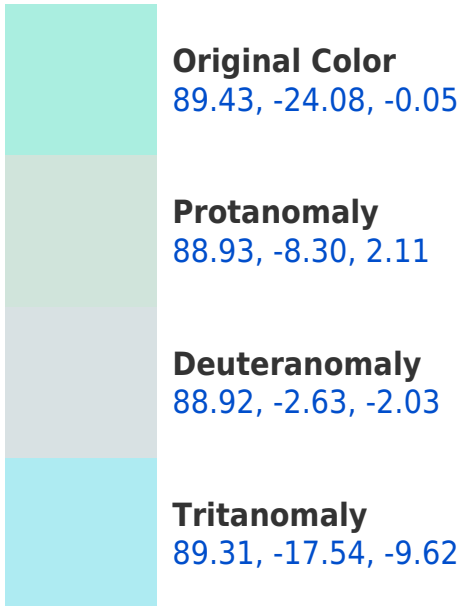 Original Color
89.43, -24.08, -0.05
Protanomaly
88.93, -8.30, 2.11
Deuteranomaly
88.92, -2.63, -2.03
Tritanomaly
89.31, -17.54, -9.62